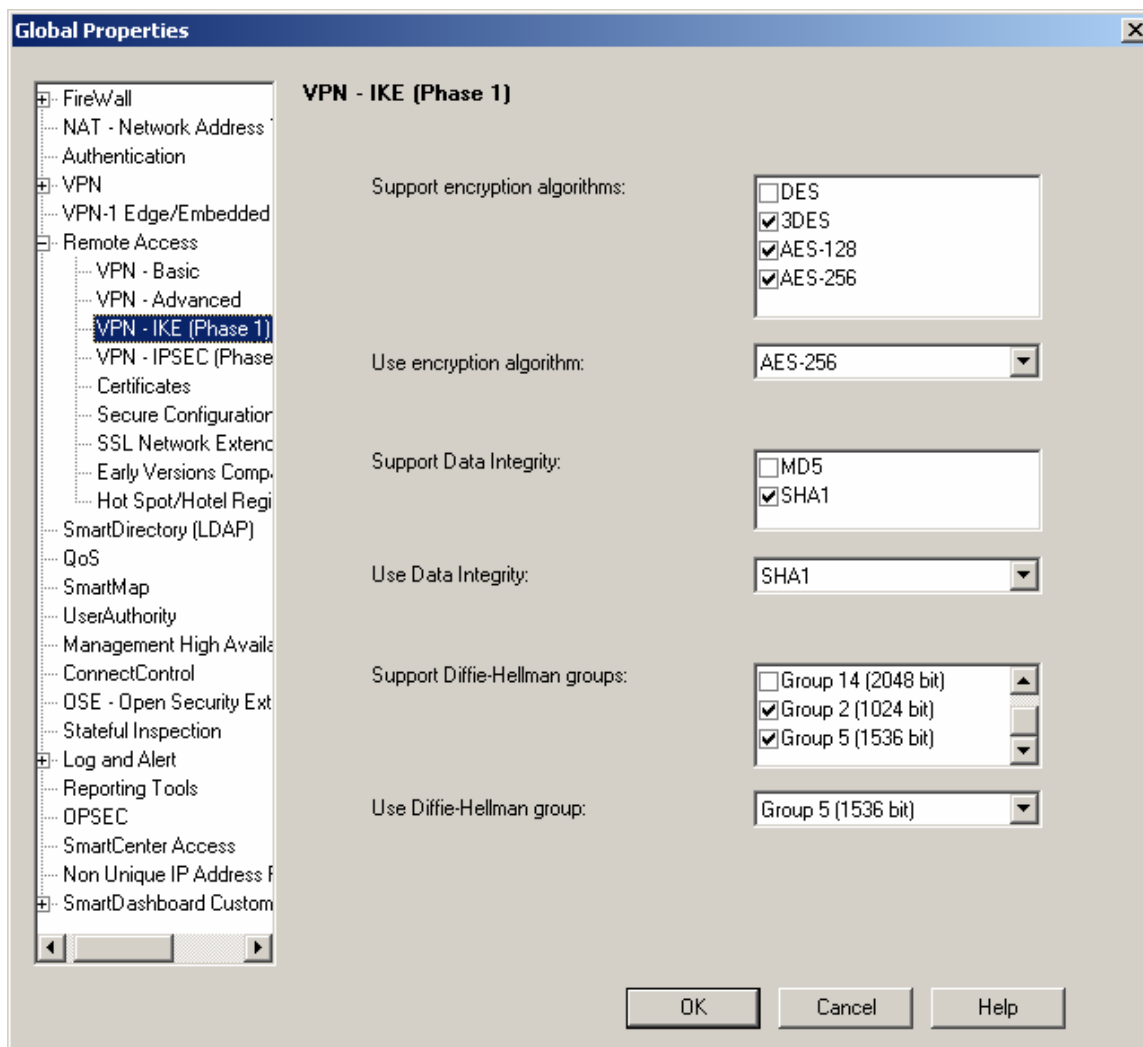 Global Properties
FireWall
NAT - Network Address
Authentication
VPN
VPN-1 Edge/Embedded
Remote Access
VPN - Basic
VPN - Advanced
VPN - IKE (Phase 1)
VPN - IPSEC (Phase
Certificates
Secure Configuration
SSL Network Extend
Early Versions Comp
Hot Spot/Hotel Regi
SmartDirectory (LDAP)
QoS
SmartMap
UserAuthority
Management High Availa
ConnectControl
OSE - Open Security Ext
Stateful Inspection
Log and Alert
Reporting Tools
OPSEC
SmartCenter Access
Non Unique IP Address R
SmartDashboard Custom
VPN - IKE (Phase 1)
Support encryption algorithms:
DES
3DES
AES-128
AES-256
Use encryption algorithm:
AES-256
Support Data Integrity:
MD5
SHA1
Use Data Integrity:
SHA1
Support Diffie-Hellman groups:
Group 14 (2048 bit)
Group 2 (1024 bit)
Group 5 (1536 bit)
Use Diffie-Hellman group:
Group 5 (1536 bit)
OK
Cancel
Help